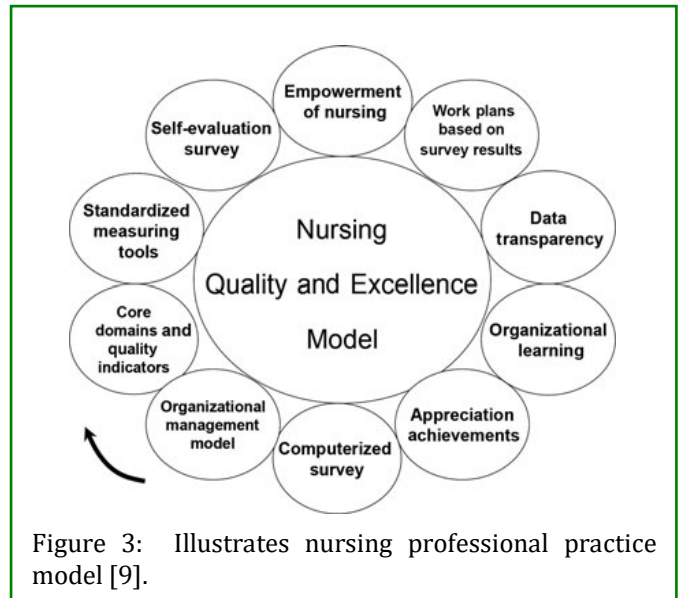 Empowerment
of nursing
Work plans
based on
survey results
Data
transparency
Organizational
learning
Appreciation
achievements
Computerized
survey
Organizational
management
model
Core
domains and
quality
indicators
Standardized
measuring
tools
Self-evaluation
survey
Nursing
Quality and Excellence
Model
Figure 3: Illustrates nursing professional practice
model [9].